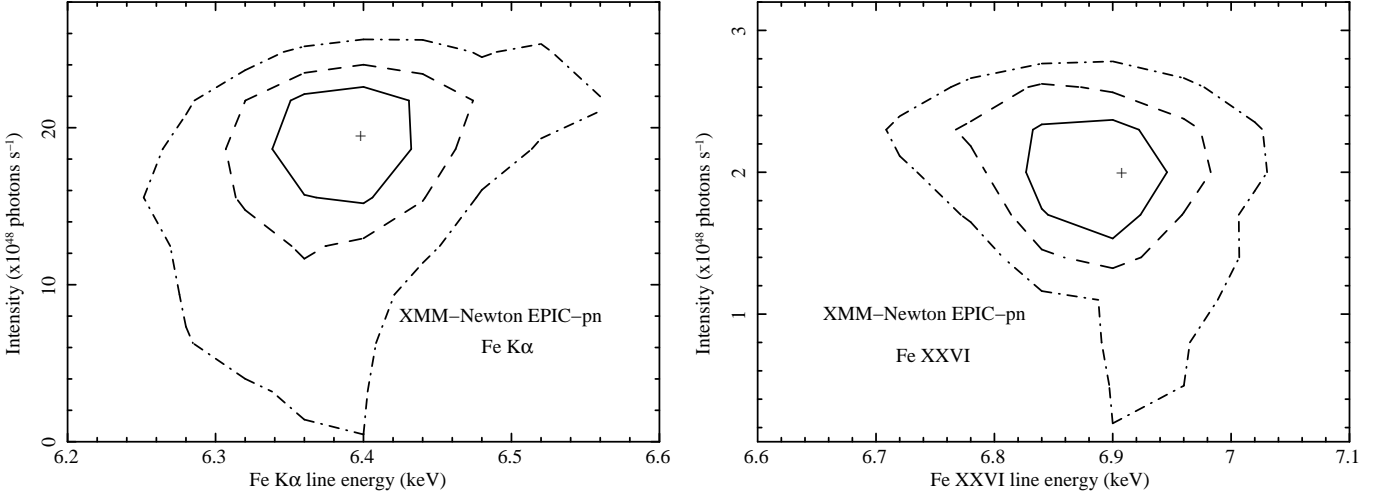 Intensity (x10⁴⁸ photons s⁻¹)
0
10
20
XMM−Newton EPIC−pn
Fe Kα
6.2
6.3
6.4
6.5
6.6
Fe Kα line energy (keV)
Intensity (x10⁴⁸ photons s⁻¹)
1
2
3
XMM−Newton EPIC−pn
Fe XXVI
6.6
6.7
6.8
6.9
7
7.1
Fe XXVI line energy (keV)